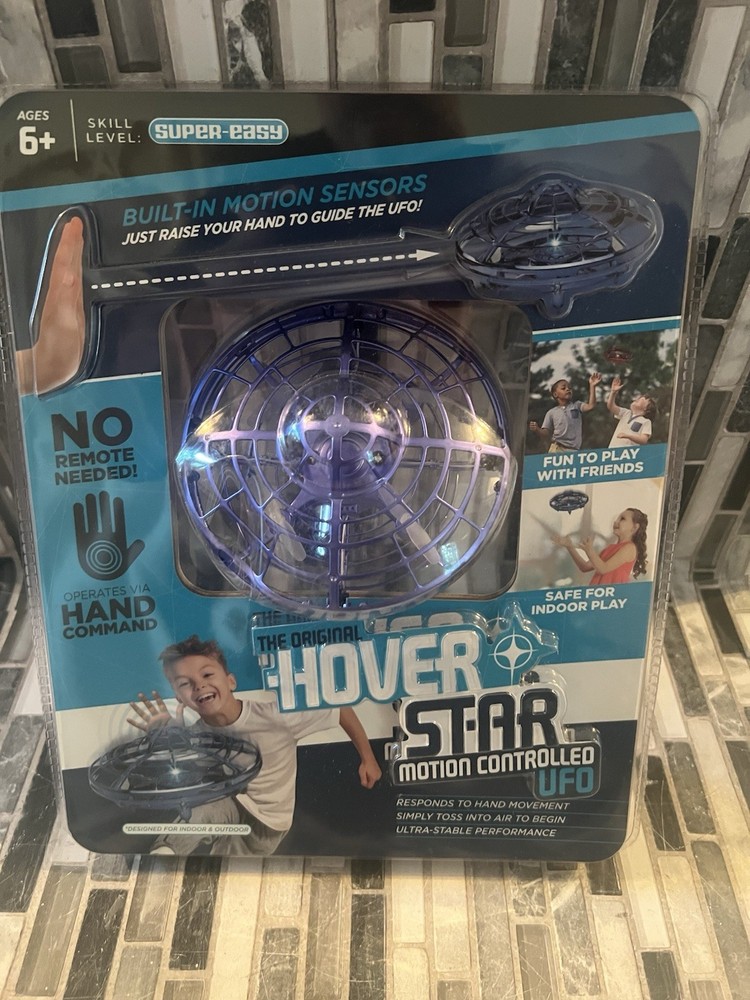 AGES
6+
SKILL
LEVEL: SUPER-EASY
BUILT-IN MOTION SENSORS
JUST RAISE YOUR HAND TO GUIDE THE UFO!
NO
REMOTE
NEEDED!
OPERATES VIA
HAND
COMMAND
FUN TO PLAY
WITH FRIENDS
SAFE FOR
INDOOR PLAY
THE ORIGINAL
HOVER
STAR
MOTION CONTROLLED
UFO
RESPONDS TO HAND MOVEMENT
SIMPLY TOSS INTO AIR TO BEGIN
ULTRA-STABLE PERFORMANCE
*DESIGNED FOR INDOOR & OUTDOOR